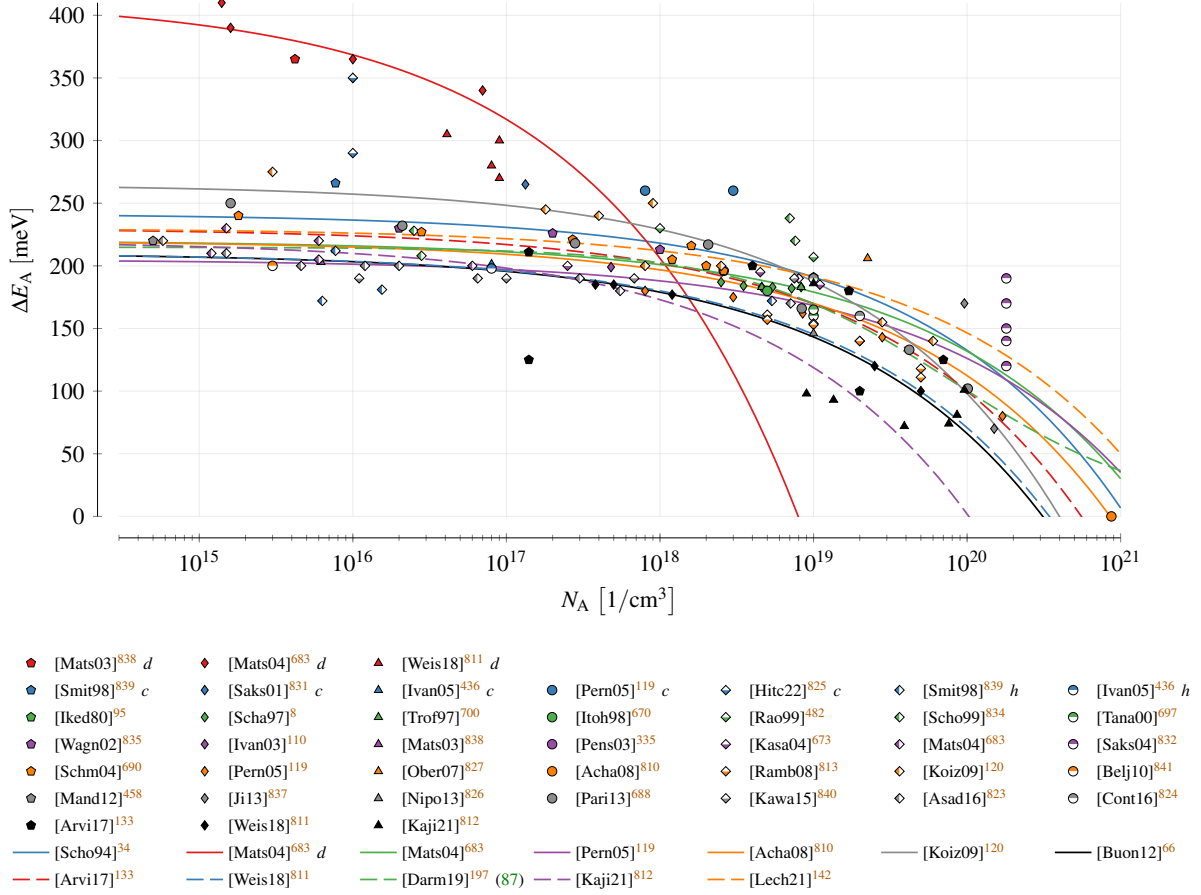 400
350
300
250
200
150
100
50
0
ΔE_A [meV]
10^15 10^16 10^17 10^18 10^19 10^20 10^21
N_A [1/cm^3]
[Mats03]^838 d [Mats04]^683 d [Weis18]^811 d
[Smit98]^839 c [Saks01]^831 c [Ivan05]^436 c [Pern05]^119 c [Hitc22]^825 c [Smit98]^839 h [Ivan05]^436 h
[Iked80]^95 [Scha97]^8 [Trof97]^700 [Itoh98]^670 [Rao99]^482 [Scho99]^834 [Tana00]^697
[Wagn02]^835 [Ivan03]^110 [Mats03]^838 [Pens03]^335 [Kasa04]^673 [Mats04]^683 [Saks04]^832
[Schm04]^690 [Pern05]^119 [Ober07]^827 [Acha08]^810 [Ramb08]^813 [Koiz09]^120 [Belj10]^841
[Mand12]^458 [Ji13]^837 [Nipo13]^826 [Pari13]^688 [Kawa15]^840 [Asad16]^823 [Cont16]^824
[Arvi17]^133 [Weis18]^811 [Kaji21]^812
[Scho94]^34 [Mats04]^683 d [Mats04]^683 [Pern05]^119 [Acha08]^810 [Koiz09]^120 [Buon12]^66
[Arvi17]^133 [Weis18]^811 [Darm19]^197 (87) [Kaji21]^812 [Lech21]^142